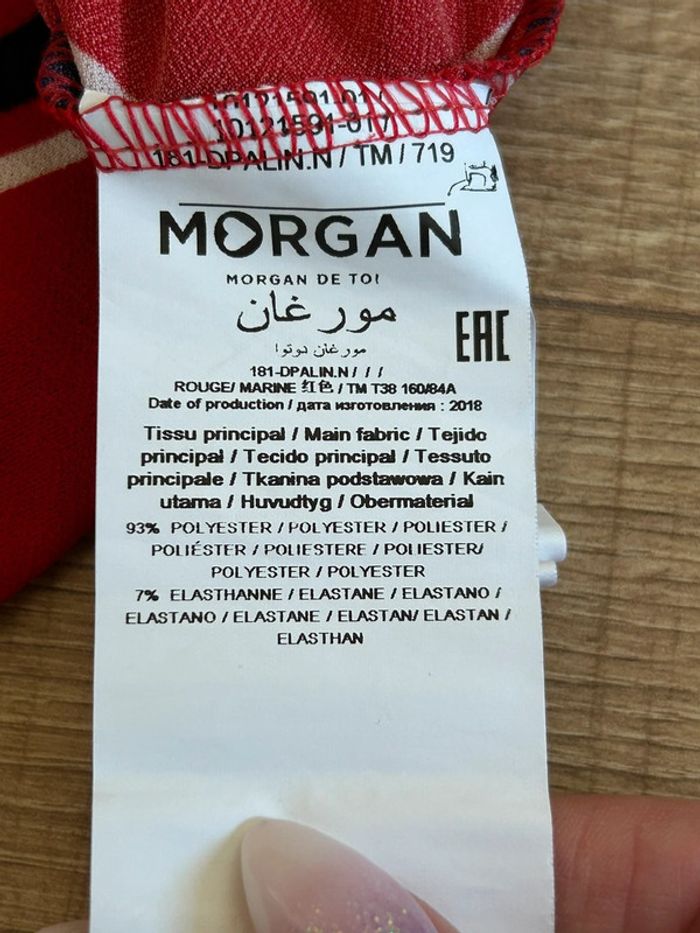 10121591-017
10121591-017
181-DPALIN.N / TM / 719
MORGAN
MORGAN DE TOI
مورغان
مورغان دوتوا
EAC
181-DPALIN.N / / /
ROUGE/ MARINE 红色 / TM T38 160/84A
Date of production / дата изготовления : 2018
Tissu principal / Main fabric / Tejido
principal / Tecido principal / Tessuto
principale / Tkanina podstawowa / Kain
utama / Huvudtyg / Obermaterial
93% POLYESTER / POLYESTER / POLIESTER /
POLIÉSTER / POLIESTERE / POLIESTER/
POLYESTER / POLYESTER
7% ELASTHANNE / ELASTANE / ELASTANO /
ELASTANO / ELASTANE / ELASTAN/ ELASTAN /
ELASTHAN